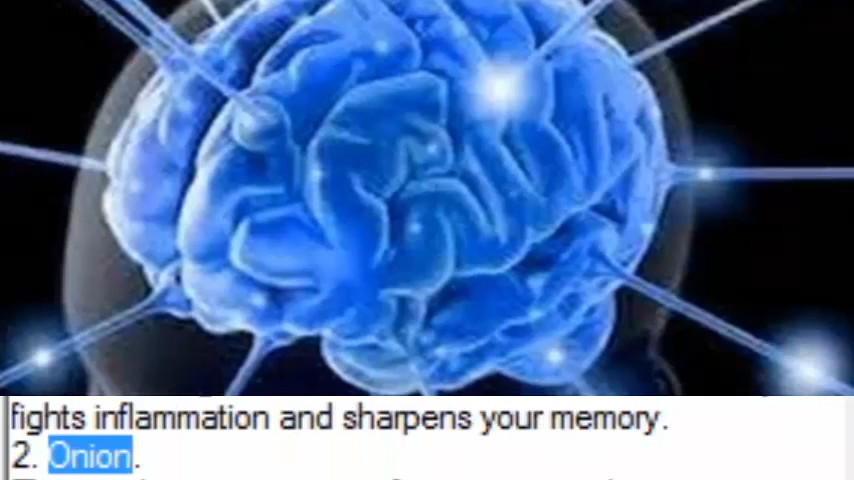 fights inflammation and sharpens your memory.
2. Onion.